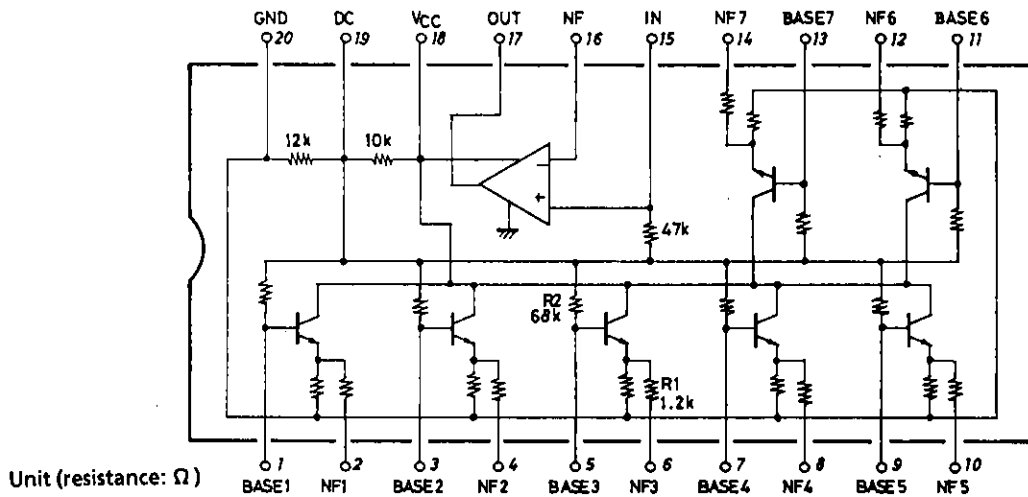 GND DC VCC OUT NF IN NF7 BASE7 NF6 BASE6
20 19 18 17 16 15 14 13 12 11
12k 10k
−
+
47k
R2
68k
R1
1.2k
1 2 3 4 5 6 7 8 9 10
BASE1 NF1 BASE2 NF2 BASE3 NF3 BASE4 NF4 BASE5 NF5
Unit (resistance: Ω)